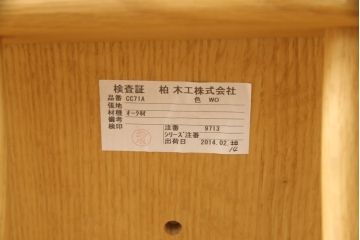 検査証 柏木工株式会社
品番 CC71A 色 WO
張地
材種 オーク材
備考
検印 注番 9713
シリーズ注番
出荷日 2014.02.